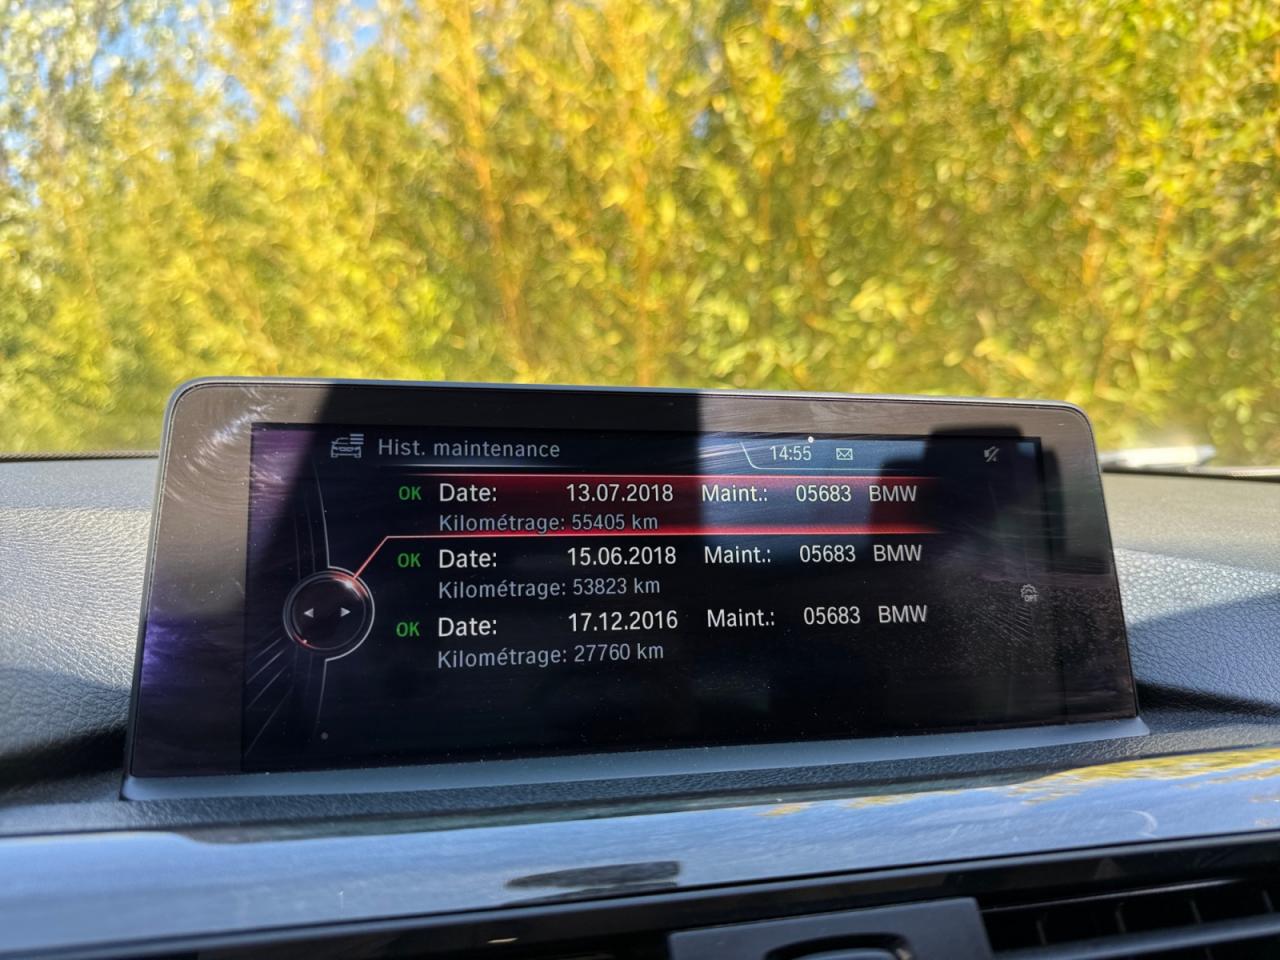 Hist. maintenance 14:55
OK Date: 13.07.2018 Maint.: 05683 BMW
Kilométrage: 55405 km
OK Date: 15.06.2018 Maint.: 05683 BMW
Kilométrage: 53823 km
OK Date: 17.12.2016 Maint.: 05683 BMW
Kilométrage: 27760 km
OPT